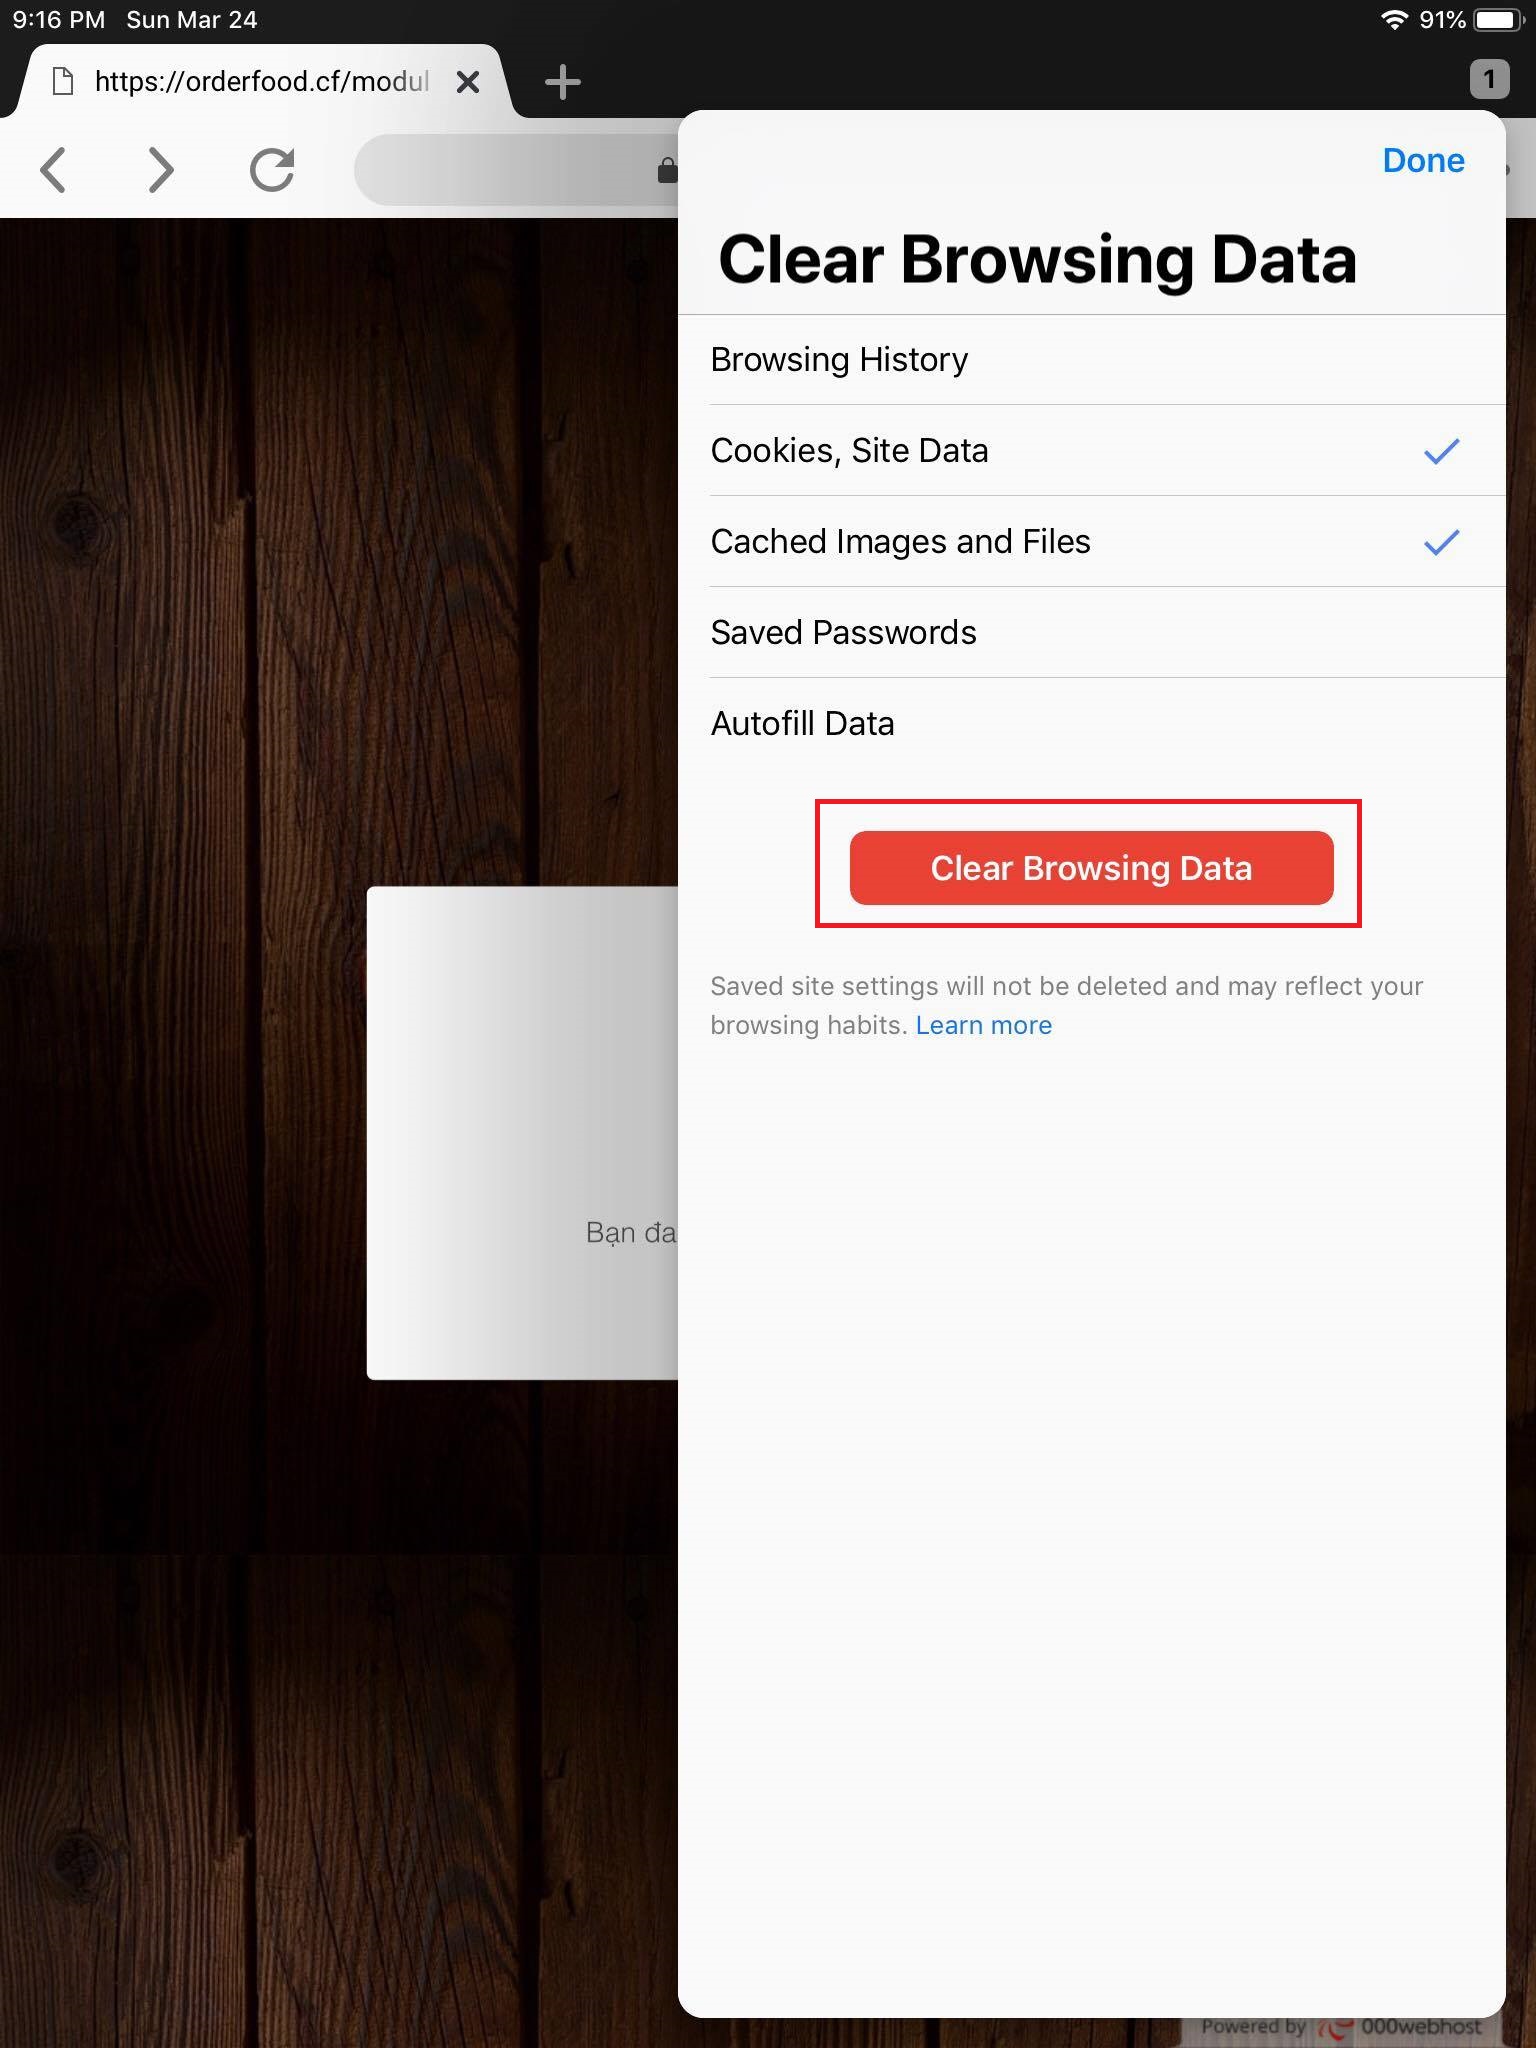 9:16 PM Sun Mar 24
91%
https://orderfood.cf/modul
1
Done
Clear Browsing Data
Browsing History
Cookies, Site Data
Cached Images and Files
Saved Passwords
Autofill Data
Clear Browsing Data
Saved site settings will not be deleted and may reflect your
browsing habits. Learn more
Bạn đa
Powered by 000webhost